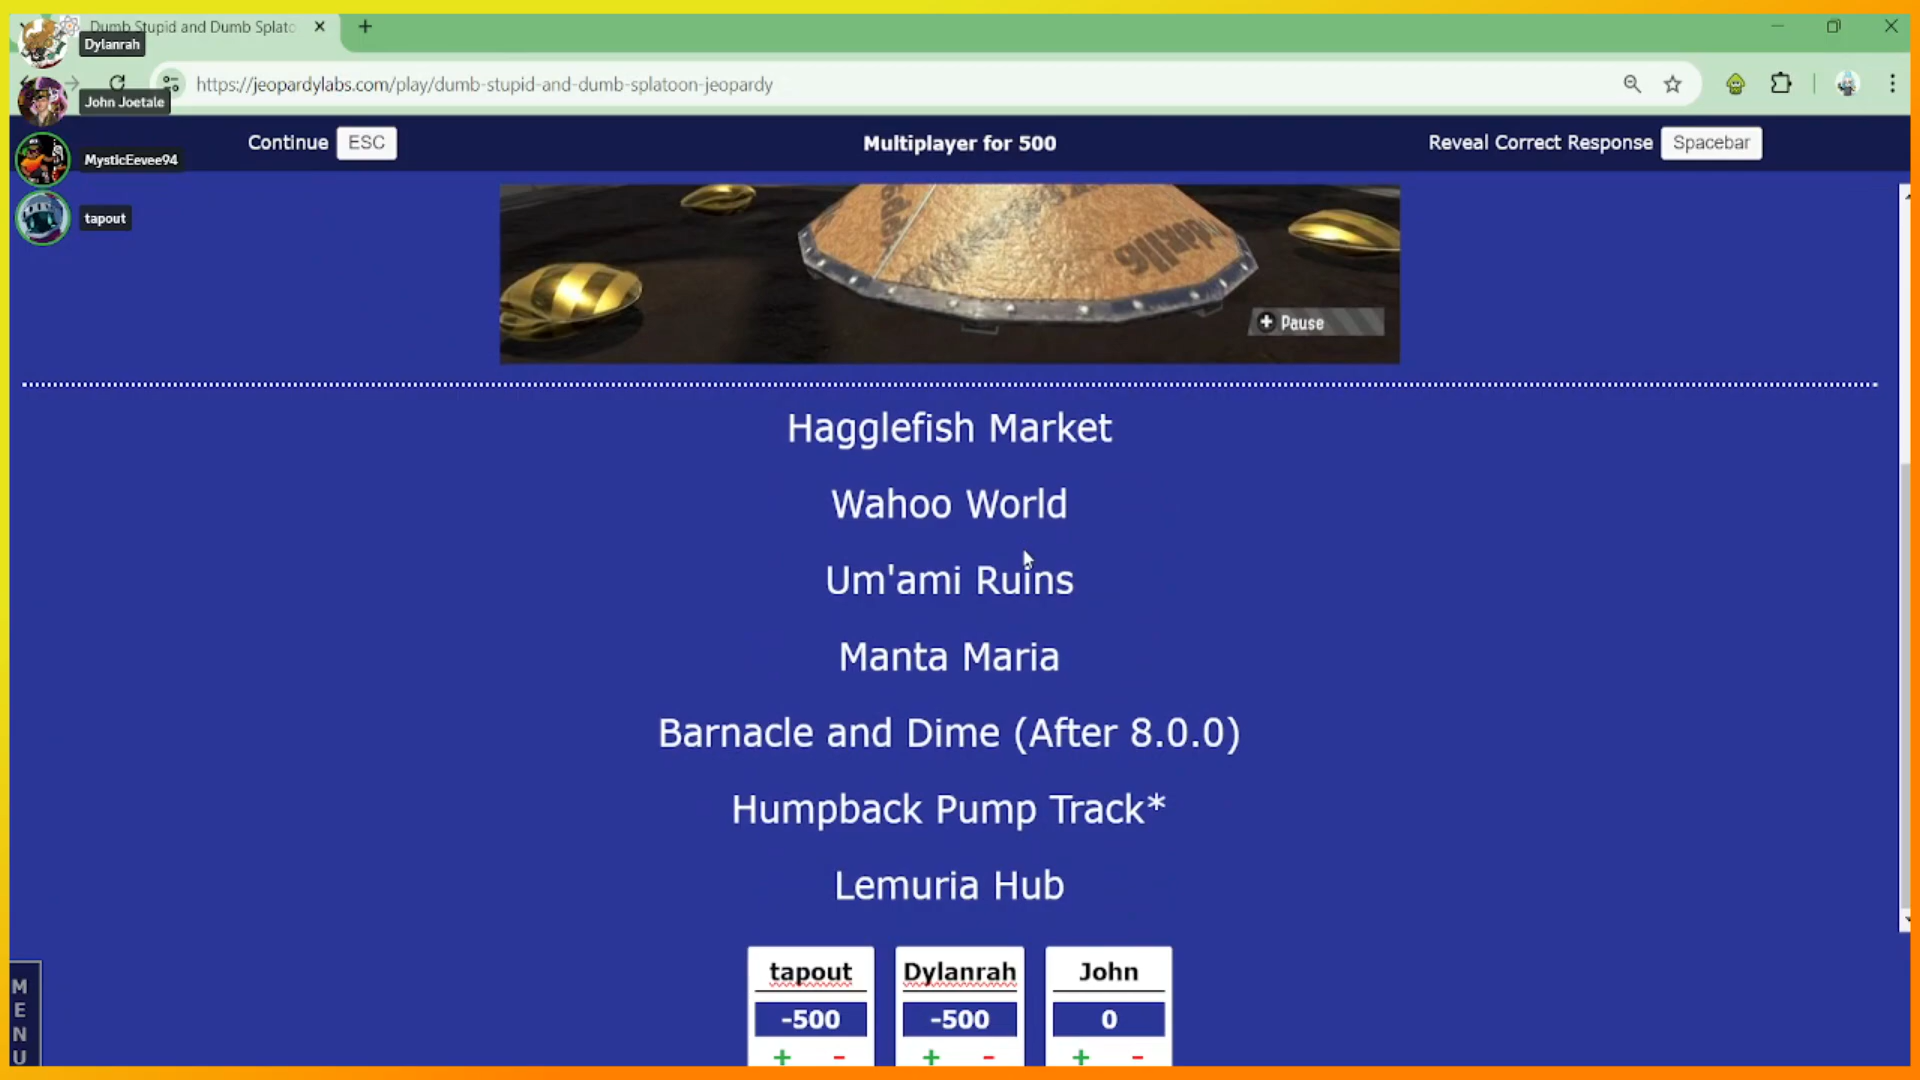 Dumb Stupid and Dumb Splato
Dylanrah
https://jeopardylabs.com/play/dumb-stupid-and-dumb-splatoon-jeopardy
John Joetale
Continue ESC
Multiplayer for 500
Reveal Correct Response Spacebar
MysticEevee94
tapout
Pause
Hagglefish Market
Wahoo World
Um'ami Ruins
Manta Maria
Barnacle and Dime (After 8.0.0)
Humpback Pump Track*
Lemuria Hub
MENU
tapout Dylanrah John
-500 -500 0
+ - + - + -